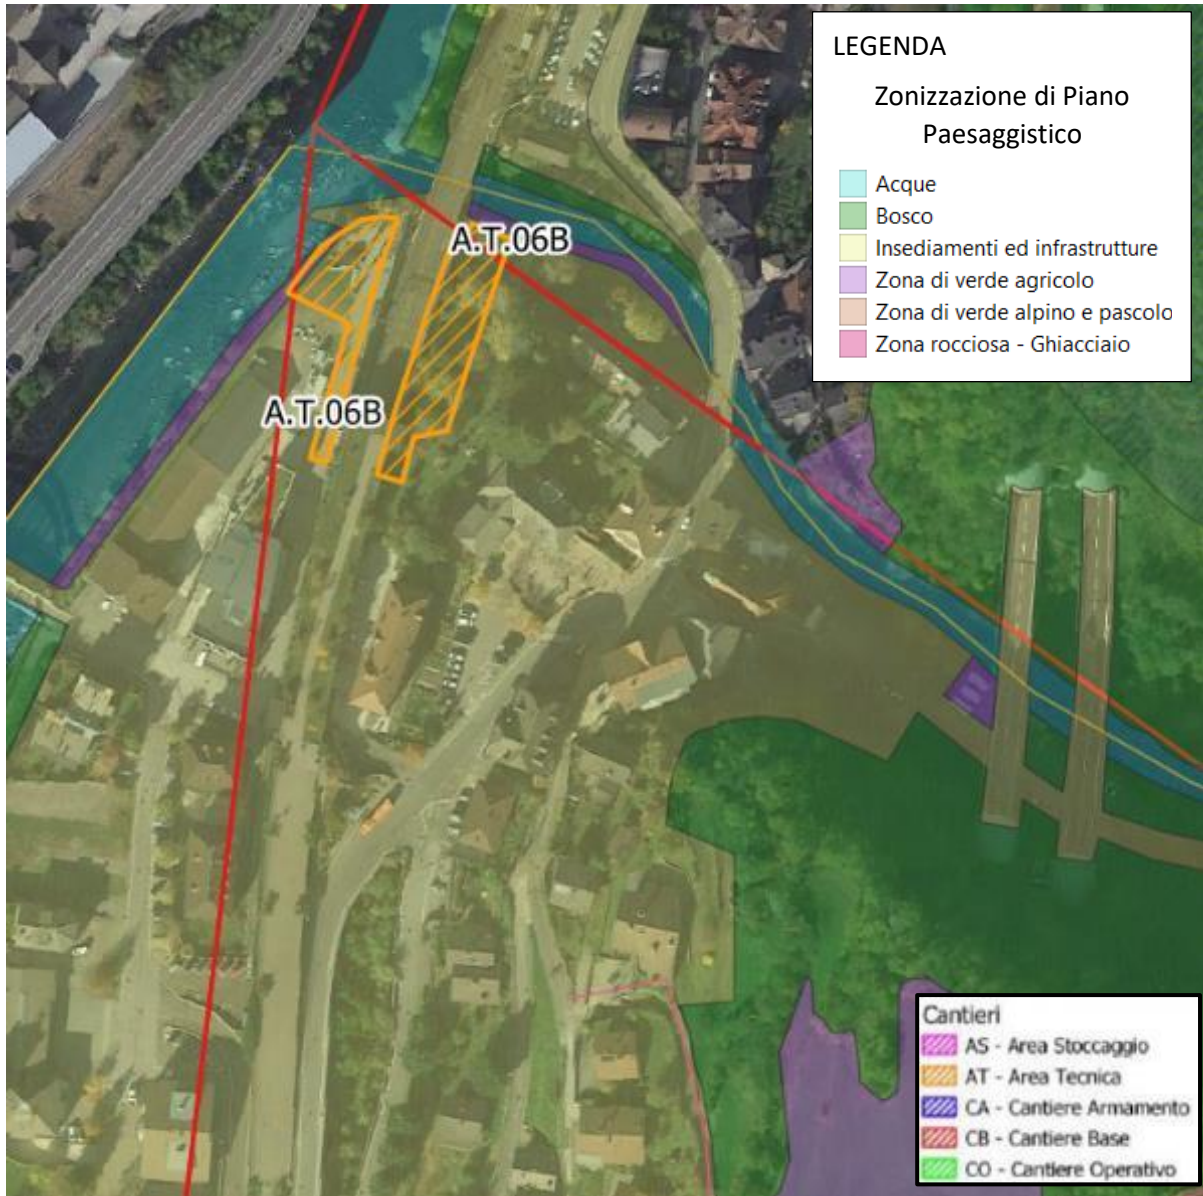 LEGENDA
Zonizzazione di Piano
Paesaggistico
Acque
Bosco
Insediamenti ed infrastrutture
Zona di verde agricolo
Zona di verde alpino e pascolo
Zona rocciosa - Ghiacciaio
A.T.06B
A.T.06B
Cantieri
AS - Area Stoccaggio
AT - Area Tecnica
CA - Cantiere Armamento
CB - Cantiere Base
CO - Cantiere Operativo